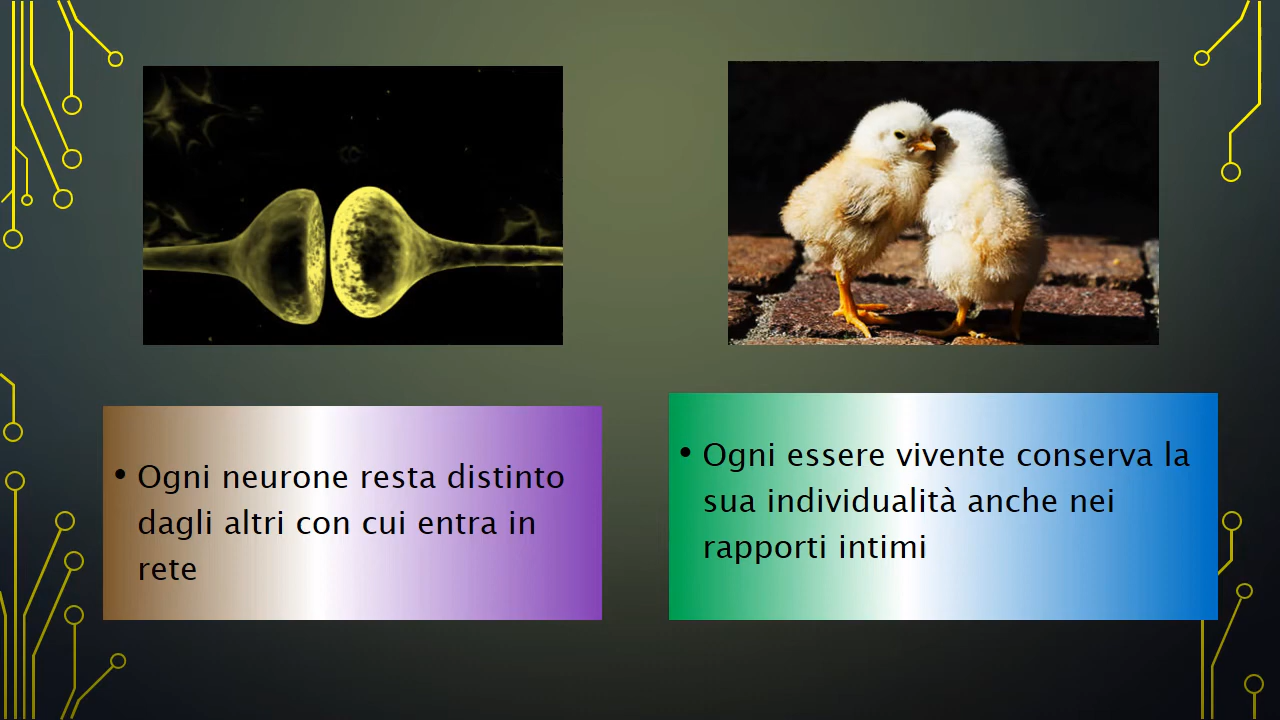 • Ogni neurone resta distinto
dagli altri con cui entra in
rete
• Ogni essere vivente conserva la
sua individualità anche nei
rapporti intimi